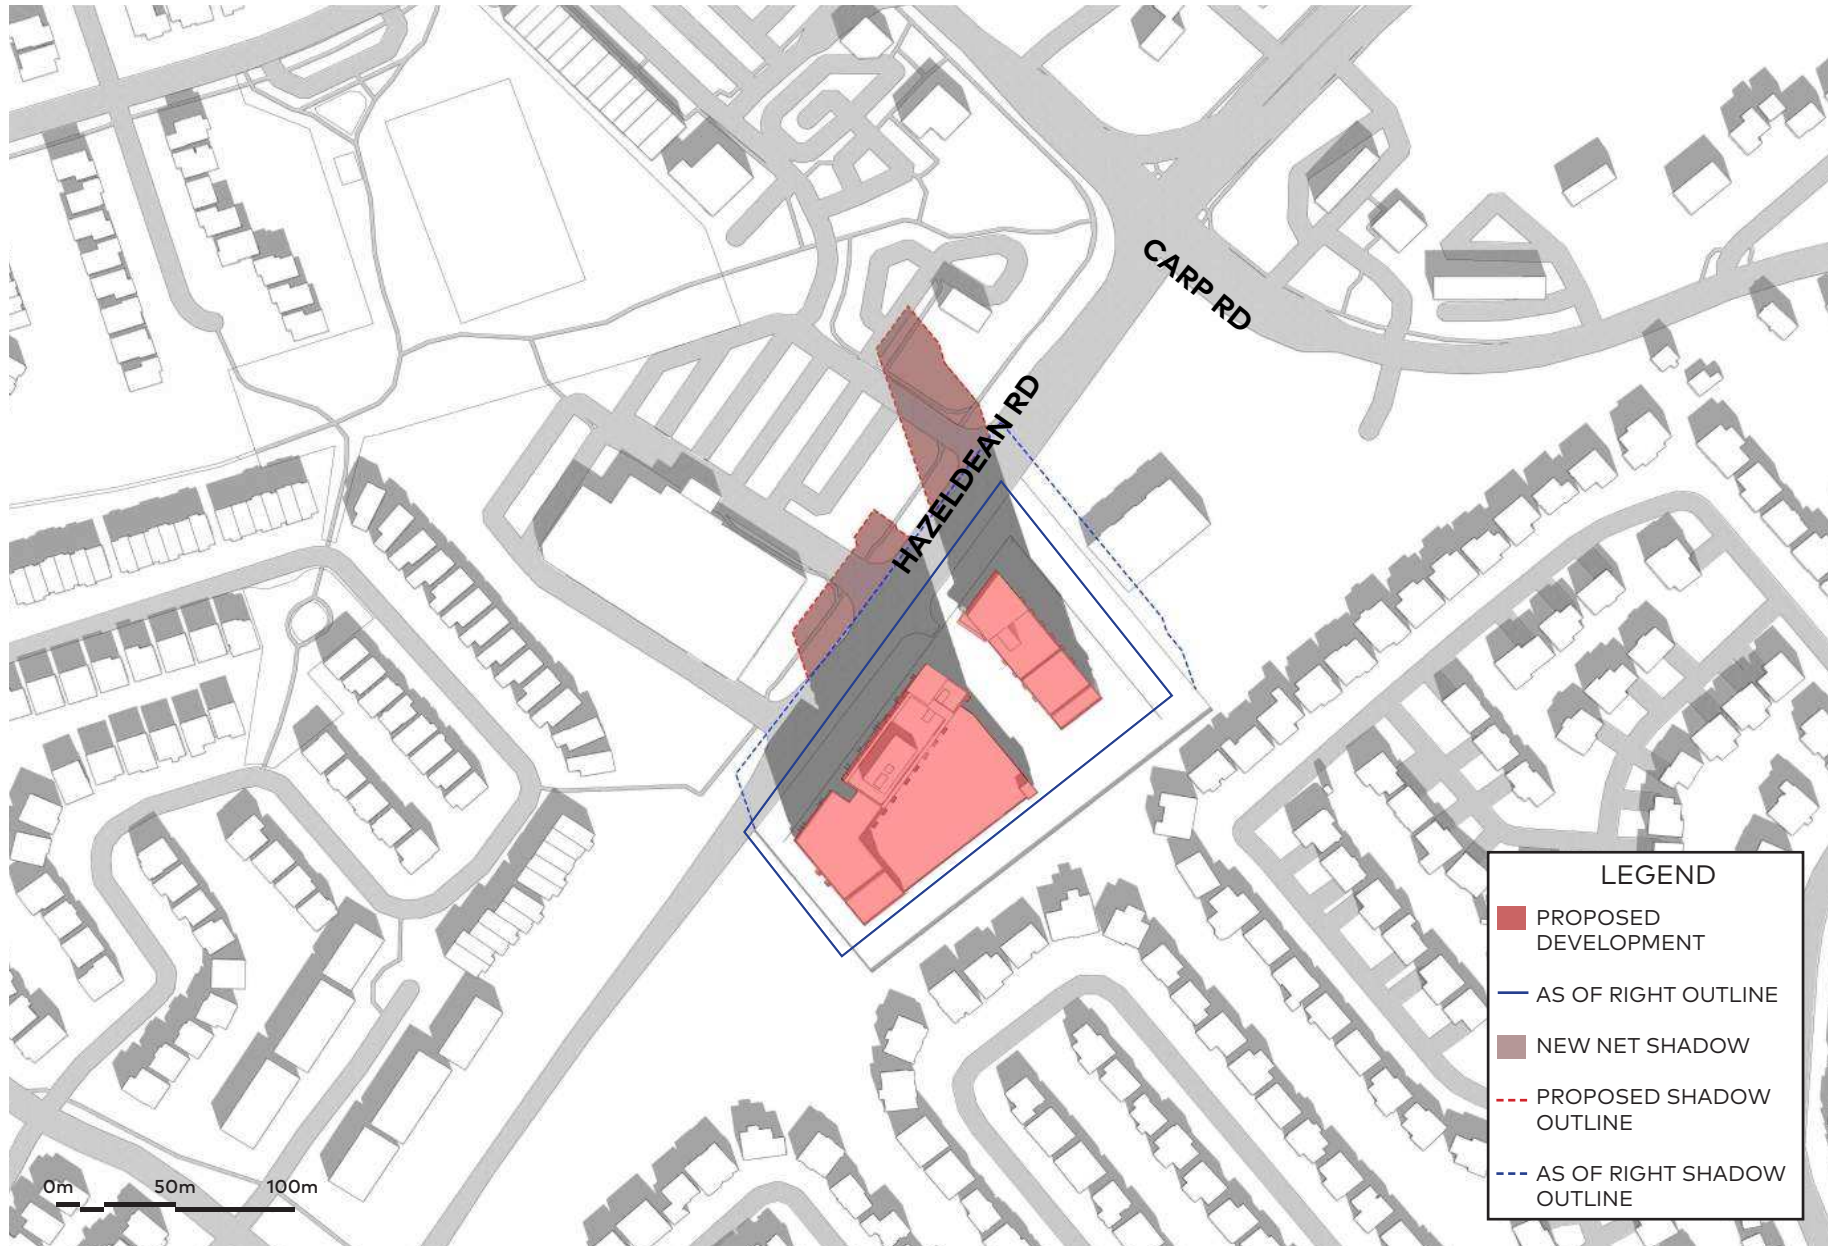 CARP RD
HAZELDEAN RD
LEGEND
PROPOSED
DEVELOPMENT
AS OF RIGHT OUTLINE
NEW NET SHADOW
PROPOSED SHADOW
OUTLINE
AS OF RIGHT SHADOW
OUTLINE
0m 50m 100m